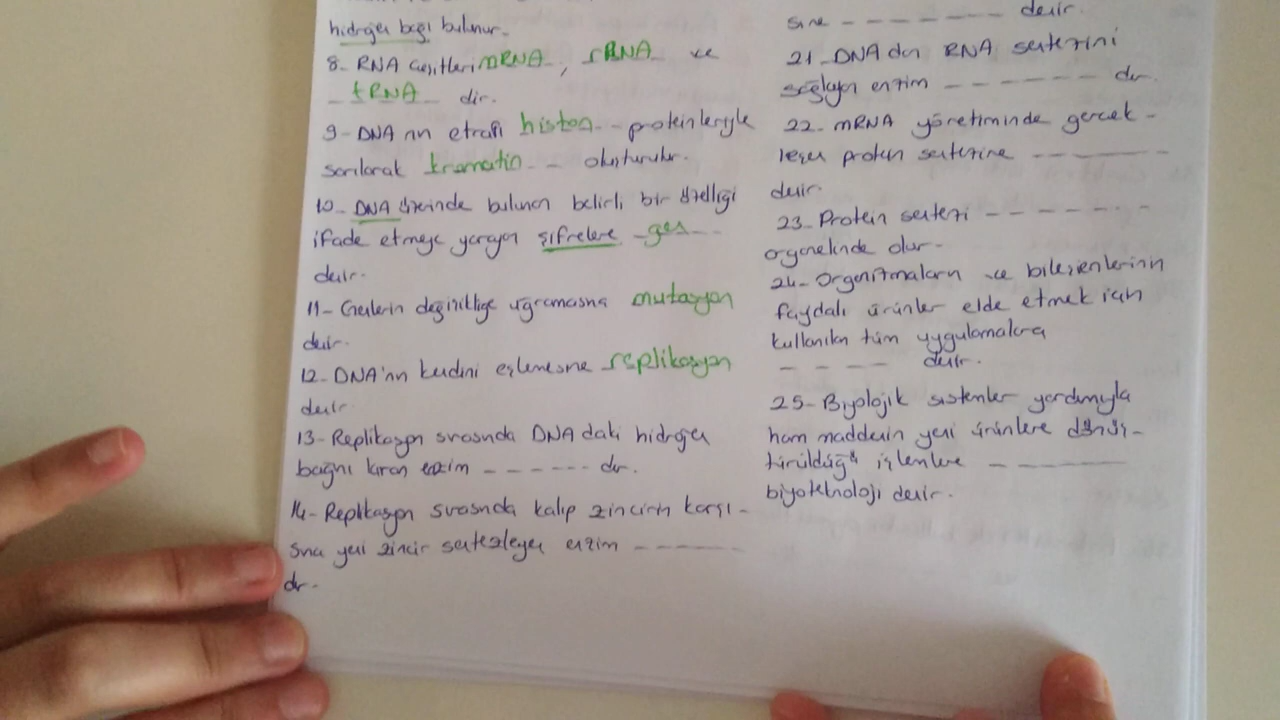 hidrojen bağı bulunur.
8- RNA çeşitleri mRNA, rRNA ve
tRNA dir.
9- DNA'nın etrafı histon proteinleriyle
sarılarak kromatin oluşturulur.
10- DNA üzerinde bulunan belirli bir özelliği
ifade etmeye yarayan şifrelere gen
denir.
11- Genlerin değişikliğe uğramasına mutasyon
denir.
12- DNA'nın kendini eşlemesine replikasyon
denir.
13- Replikasyon sırasında DNA daki hidrojen
bağını kıran enzim ------ dır.
14- Replikasyon sırasında kalıp zincirin karşı-
sına yeni zincir sentezleyen enzim -------
dır.
sine -------- denir.
21- DNA dan RNA sentezini
sağlayan enzim ------- dır.
22- mRNA yönetiminde gerçek-
leşen protein sentezine -------
denir.
23- Protein sentezi --------
organelinde olur.
24- Organizmaların ve bileşenlerinin
faydalı ürünler elde etmek için
kullanılan tüm uygulamalara
---- denir.
25- Biyolojik sistemler yardımıyla
ham maddenin yeni ürünlere dönüş-
türüldüğü işlemlere --------
biyoteknoloji denir.